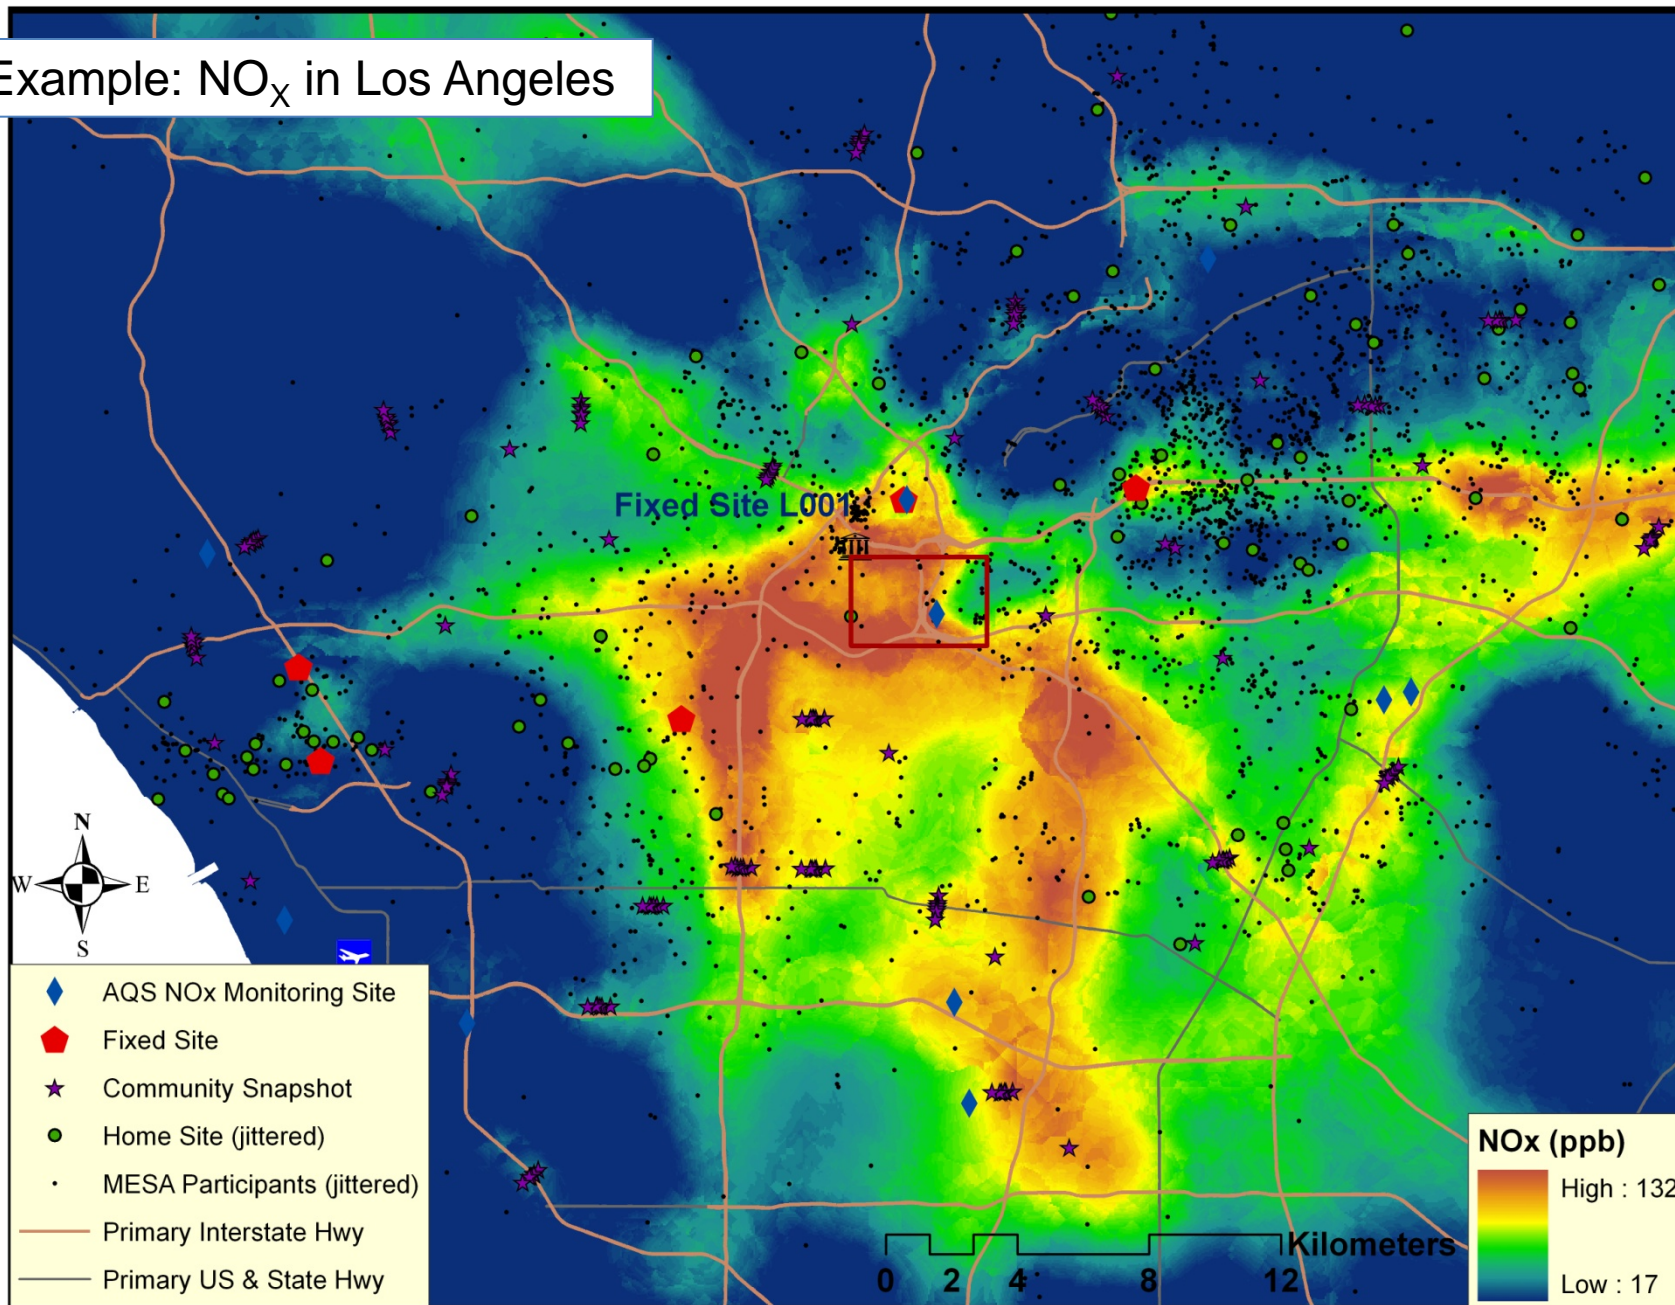 Example: NOX in Los Angeles
Fixed Site L001
N
W E
S
AQS NOx Monitoring Site
Fixed Site
Community Snapshot
Home Site (jittered)
MESA Participants (jittered)
Primary Interstate Hwy
Primary US & State Hwy
Kilometers
0 2 4 8 12
NOx (ppb)
High : 132
Low : 17